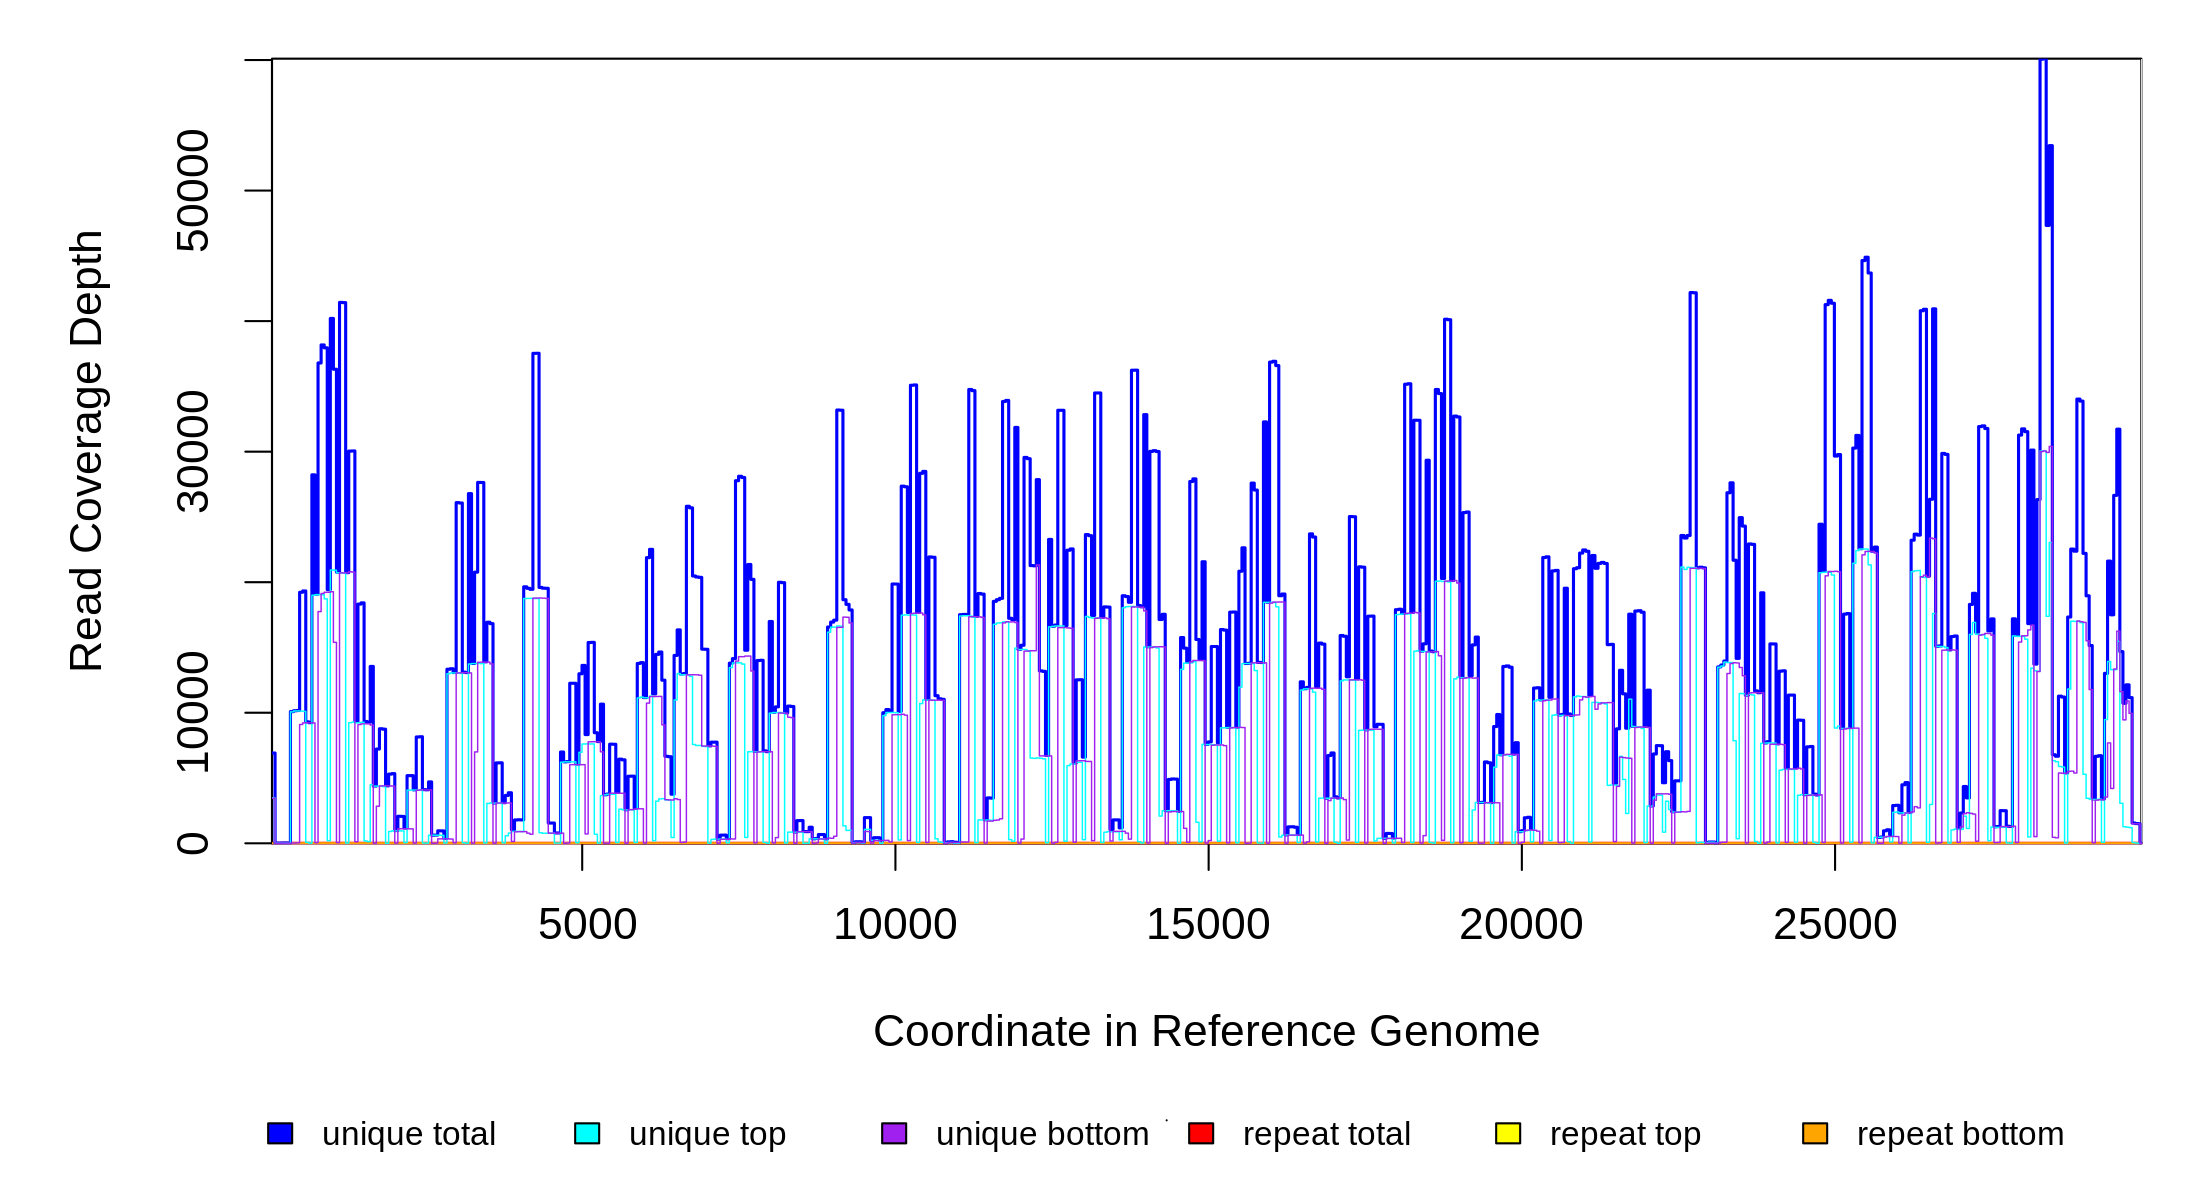 Read Coverage Depth
50000
30000
10000
0
5000 10000 15000 20000 25000
Coordinate in Reference Genome
unique total unique top unique bottom repeat total repeat top repeat bottom